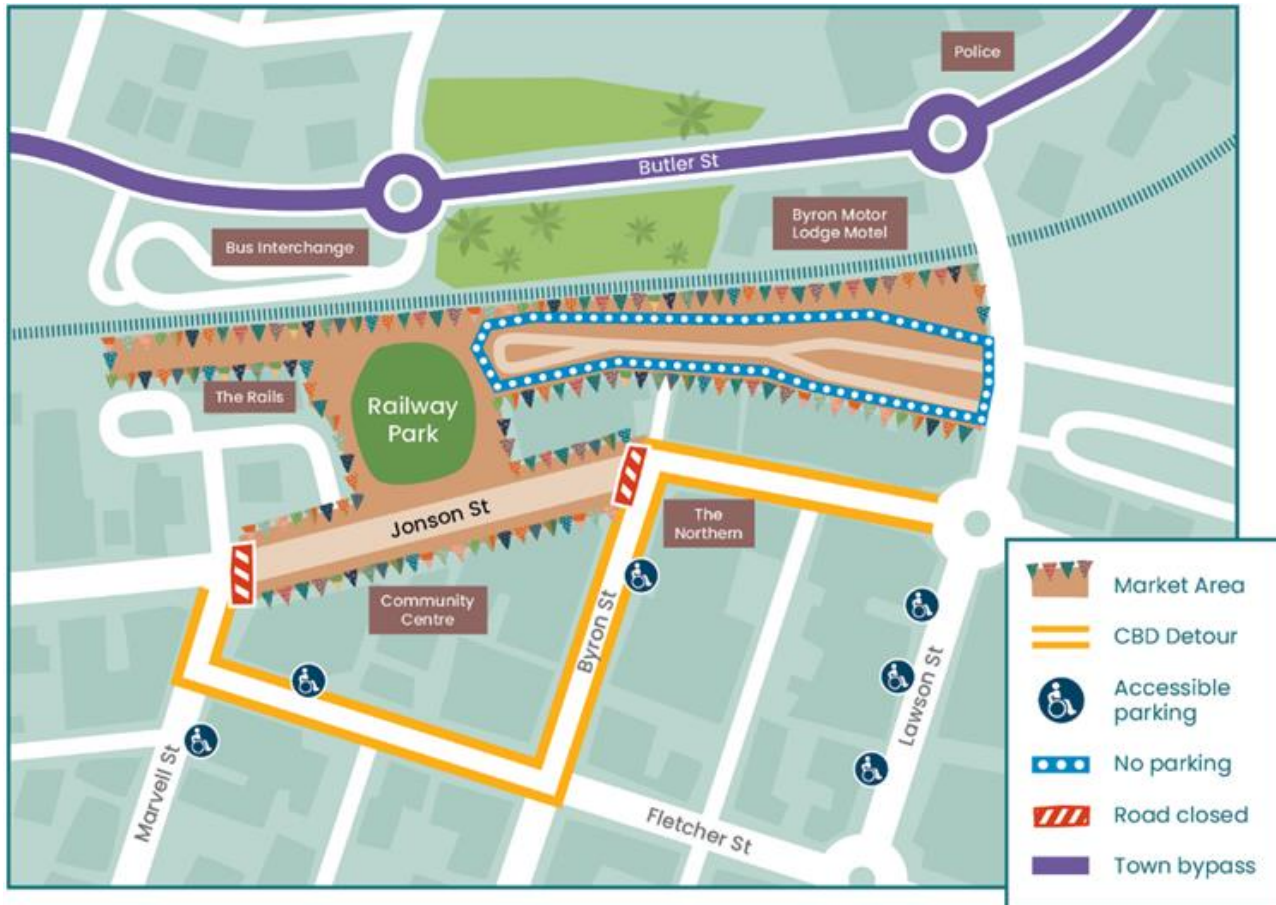 Police
Butler St
Byron Motor
Lodge Motel
Bus Interchange
The Rails
Railway
Park
Jonson St
The
Northern
Community
Centre
Byron St
Lawson St
Marvell St
Fletcher St
Market Area
CBD Detour
Accessible
parking
No parking
Road closed
Town bypass